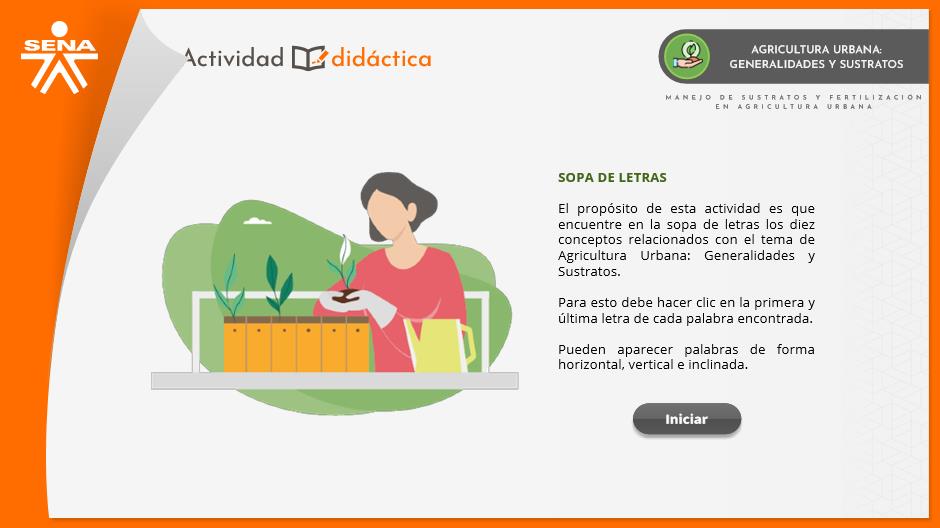 SENA
Actividad didáctica
AGRICULTURA URBANA:
GENERALIDADES Y SUSTRATOS
MANEJO DE SUSTRATOS Y FERTILIZACIÓN
EN AGRICULTURA URBANA
SOPA DE LETRAS
El propósito de esta actividad es que
encuentre en la sopa de letras los diez
conceptos relacionados con el tema de
Agricultura Urbana: Generalidades y
Sustratos.
Para esto debe hacer clic en la primera y
última letra de cada palabra encontrada.
Pueden aparecer palabras de forma
horizontal, vertical e inclinada.
Iniciar